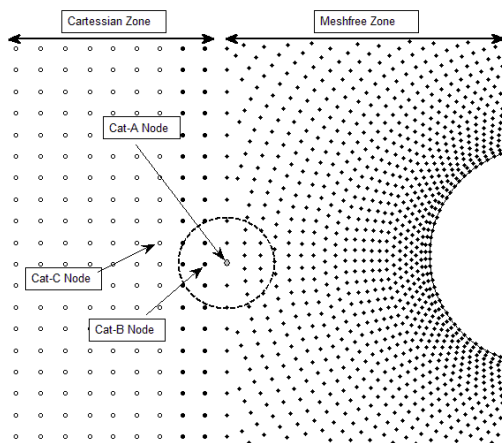 Cartessian Zone
Meshfree Zone
Cat-A Node
Cat-C Node
Cat-B Node